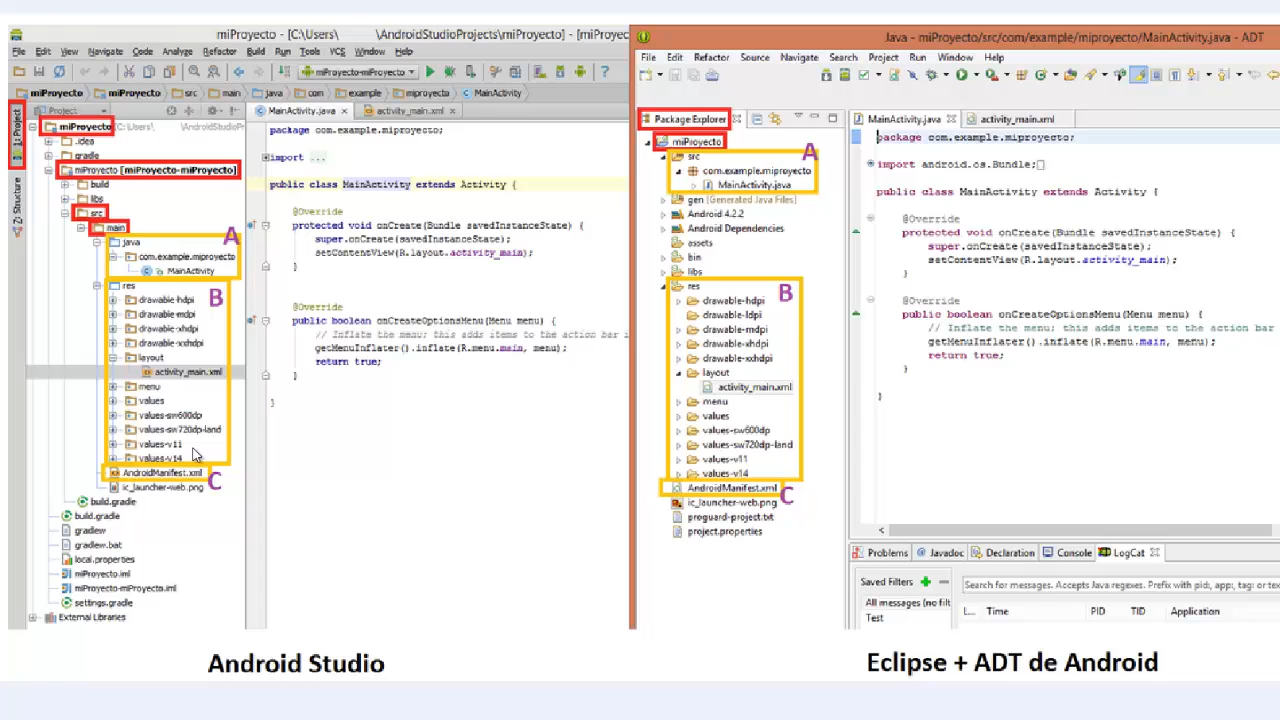 miProyecto - [C:\Users\ \AndroidStudioProjects\miProyecto] - [miProyec
File Edit View Navigate Code Analyze Refactor Build Run Tools VCS Window Help
miProyecto-miProyecto
miProyecto miProyecto src main java com example miproyecto MainActivity
1: Project
Z: Structure
Project
miProyecto (C:\Users\ \AndroidStudioPr
.idea
gradle
miProyecto [miProyecto-miProyecto]
build
libs
src
main
A
java
com.example.miproyecto
MainActivity
res
B
drawable-hdpi
drawable-mdpi
drawable-xhdpi
drawable-xxhdpi
layout
activity_main.xml
menu
values
values-sw600dp
values-sw720dp-land
values-v11
values-v14
AndroidManifest.xml
C
ic_launcher-web.png
build.gradle
build.gradle
gradlew
gradlew.bat
local.properties
miProyecto.iml
miProyecto-miProyecto.iml
settings.gradle
External Libraries
MainActivity.java activity_main.xml
package com.example.miproyecto;
import ...
public class MainActivity extends Activity {
@Override
protected void onCreate(Bundle savedInstanceState) {
super.onCreate(savedInstanceState);
setContentView(R.layout.activity_main);
}
@Override
public boolean onCreateOptionsMenu(Menu menu) {
// Inflate the menu; this adds items to the action bar i
getMenuInflater().inflate(R.menu.main, menu);
return true;
}
}
Android Studio
Java - miProyecto/src/com/example/miproyecto/MainActivity.java - ADT
File Edit Refactor Source Navigate Search Project Run Window Help
Package Explorer
miProyecto
A
src
com.example.miproyecto
MainActivity.java
gen [Generated Java Files]
Android 4.2.2
Android Dependencies
assets
bin
libs
res
B
drawable-hdpi
drawable-ldpi
drawable-mdpi
drawable-xhdpi
drawable-xxhdpi
layout
activity_main.xml
menu
values
values-sw600dp
values-sw720dp-land
values-v11
values-v14
AndroidManifest.xml
C
ic_launcher-web.png
proguard-project.txt
project.properties
MainActivity.java activity_main.xml
package com.example.miproyecto;
import android.os.Bundle;
public class MainActivity extends Activity {
@Override
protected void onCreate(Bundle savedInstanceState) {
super.onCreate(savedInstanceState);
setContentView(R.layout.activity_main);
}
@Override
public boolean onCreateOptionsMenu(Menu menu) {
// Inflate the menu; this adds items to the action bar
getMenuInflater().inflate(R.menu.main, menu);
return true;
}
}
Problems Javadoc Declaration Console LogCat
Saved Filters
All messages (no filt
Test
Search for messages. Accepts Java regexes. Prefix with pid:, app:, tag: or tex
L... Time PID TID Application
Eclipse + ADT de Android